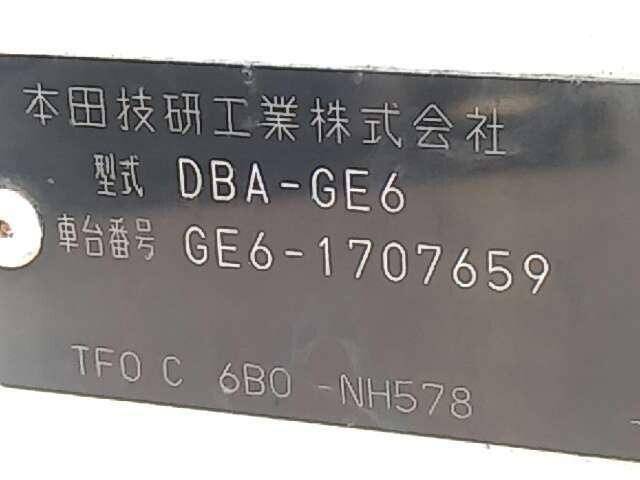 本田技研工業株式会社
型式 DBA-GE6
車台番号 GE6-1707659
TF0 C 6B0 -NH578